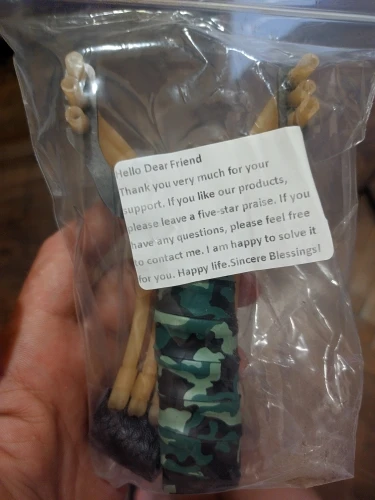 Hello Dear Friend
Thank you very much for your
support. If you like our products,
please leave a five-star praise. If you
have any questions, please feel free
to contact me. I am happy to solve it
for you. Happy life.Sincere Blessings!